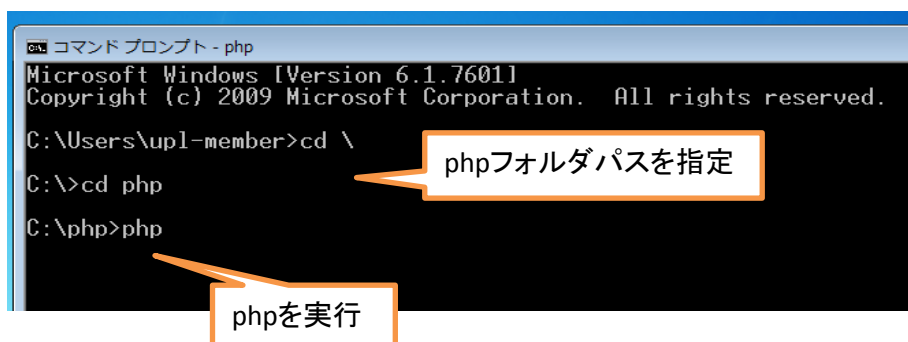 コマンド プロンプト - php
Microsoft Windows [Version 6.1.7601]
Copyright (c) 2009 Microsoft Corporation.  All rights reserved.
C:\Users\upl-member>cd \
phpフォルダパスを指定
C:\>cd php
C:\php>php
phpを実行